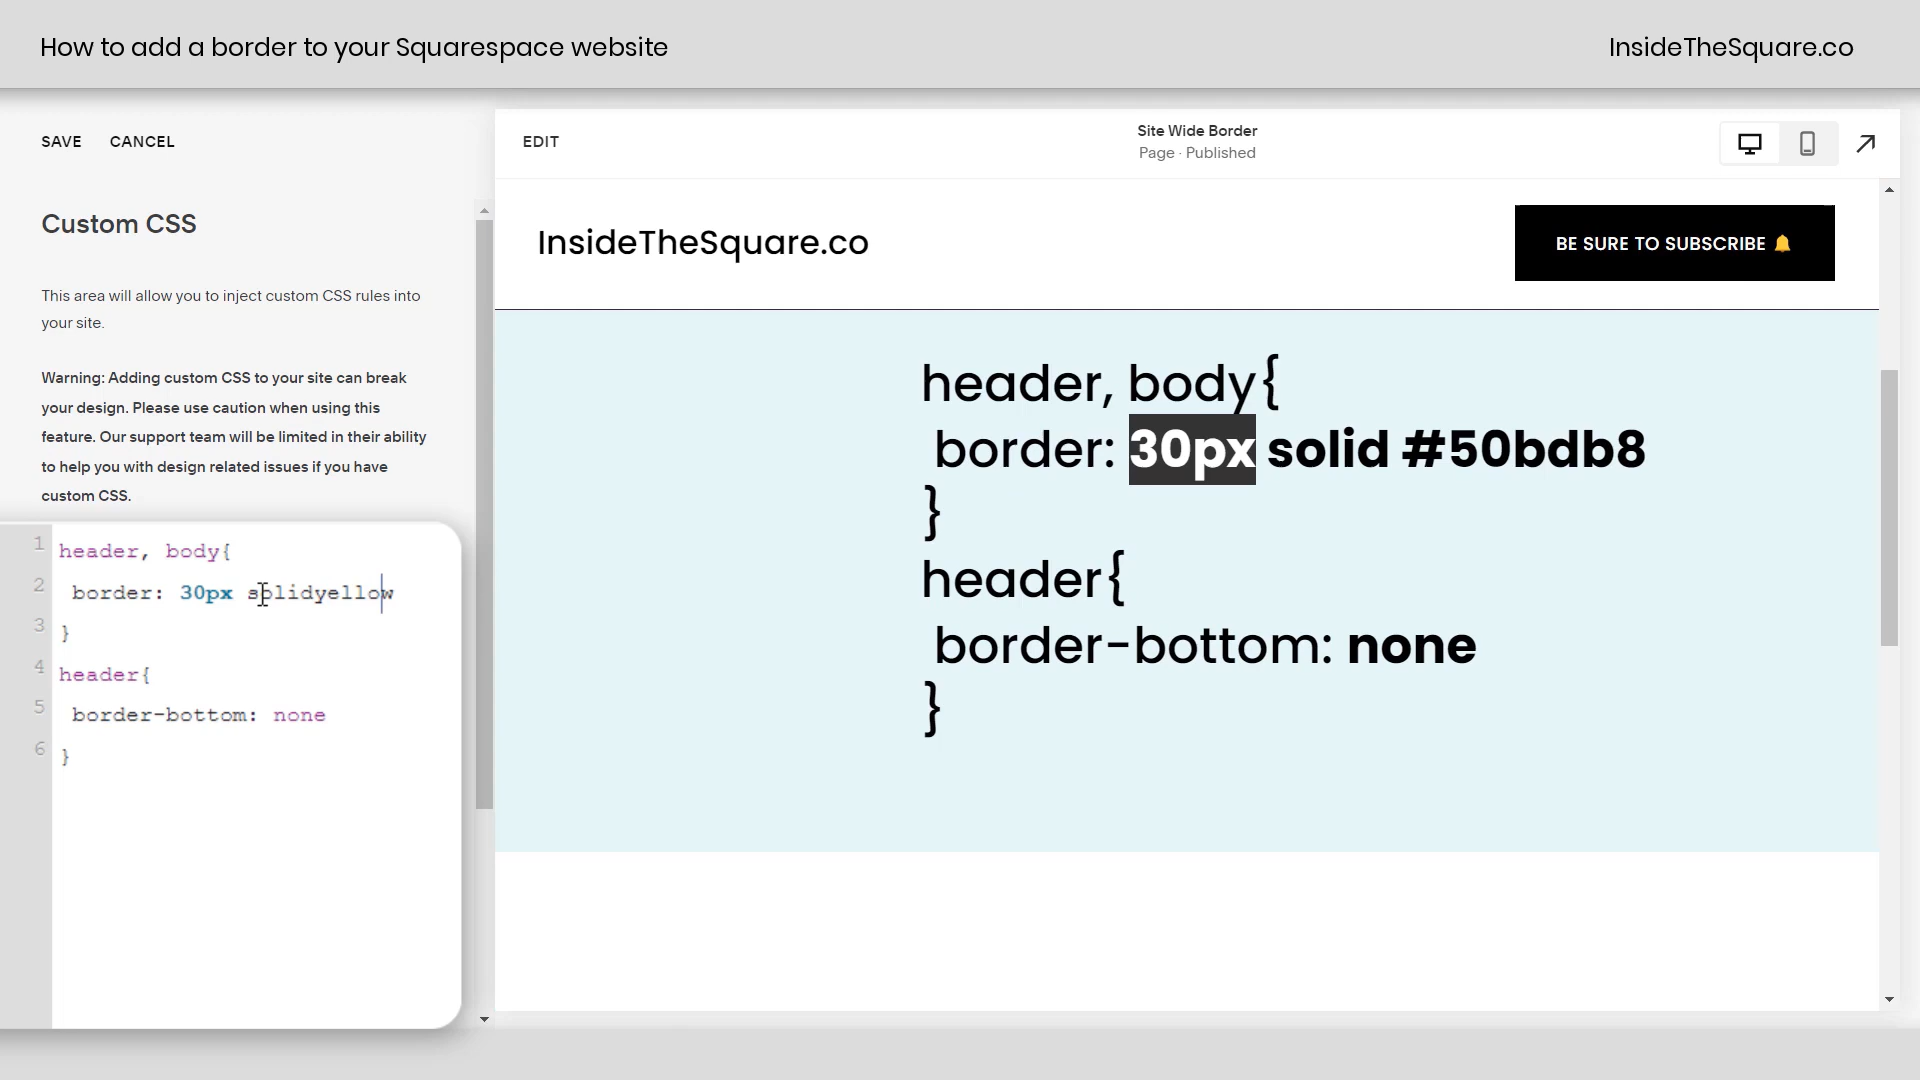 How to add a border to your Squarespace website
InsideTheSquare.co
SAVE CANCEL
EDIT
Site Wide Border
Page · Published
Custom CSS
This area will allow you to inject custom CSS rules into
your site.
Warning: Adding custom CSS to your site can break
your design. Please use caution when using this
feature. Our support team will be limited in their ability
to help you with design related issues if you have
custom CSS.
1 header, body{
2 border: 30px solidyellow
3 }
4 header{
5 border-bottom: none
6 }
InsideTheSquare.co
BE SURE TO SUBSCRIBE 🔔
header, body{
border: 30px solid #50bdb8
}
header{
border-bottom: none
}